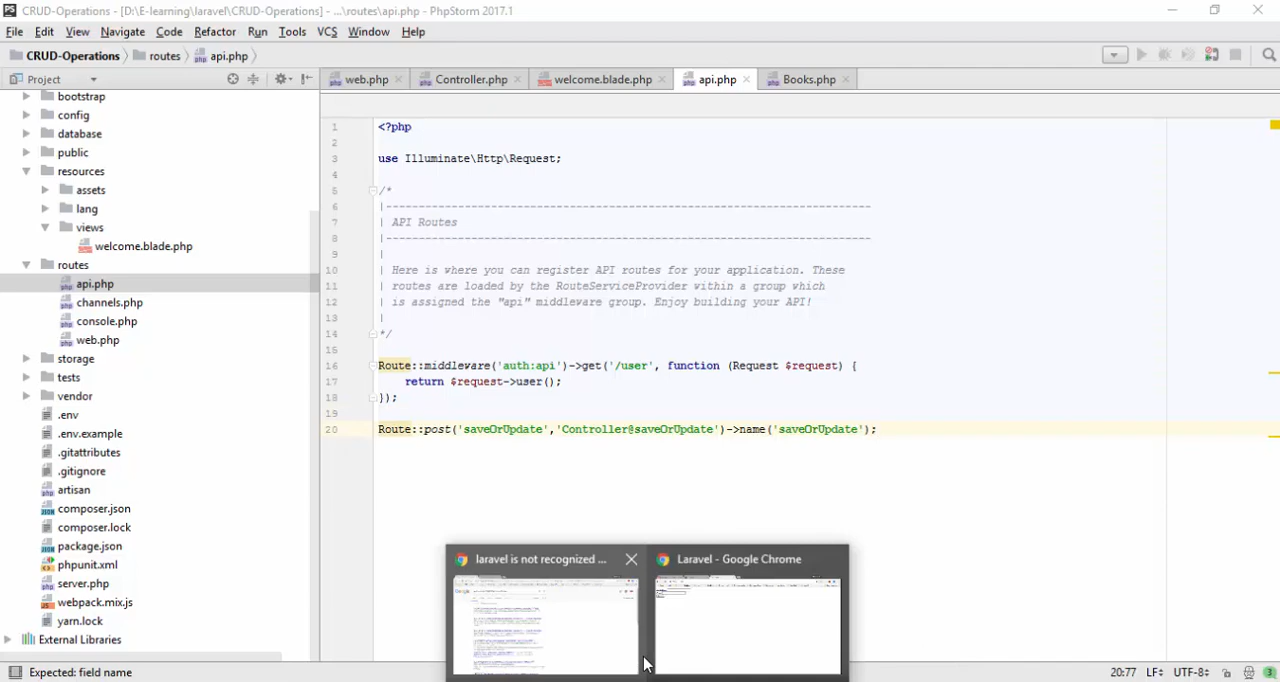 CRUD-Operations - [D:\E-learning\laravel\CRUD-Operations] - ...\routes\api.php - PhpStorm 2017.1
File Edit View Navigate Code Refactor Run Tools VCS Window Help
CRUD-Operations routes api.php
Project
web.php Controller.php welcome.blade.php api.php Books.php
bootstrap
config
database
public
resources
assets
lang
views
welcome.blade.php
routes
api.php
channels.php
console.php
web.php
storage
tests
vendor
.env
.env.example
.gitattributes
.gitignore
artisan
composer.json
composer.lock
package.json
phpunit.xml
server.php
webpack.mix.js
yarn.lock
External Libraries
1 <?php
2
3 use Illuminate\Http\Request;
4
5 /*
6 |--------------------------------------------------------------------------
7 | API Routes
8 |--------------------------------------------------------------------------
9 |
10 | Here is where you can register API routes for your application. These
11 | routes are loaded by the RouteServiceProvider within a group which
12 | is assigned the "api" middleware group. Enjoy building your API!
13 |
14 */
15
16 Route::middleware('auth:api')->get('/user', function (Request $request) {
17 return $request->user();
18 });
19
20 Route::post('saveOrUpdate','Controller@saveOrUpdate')->name('saveOrUpdate');
laravel is not recognized ...
Laravel - Google Chrome
Expected: field name
20:77 LF÷ UTF-8÷ 3